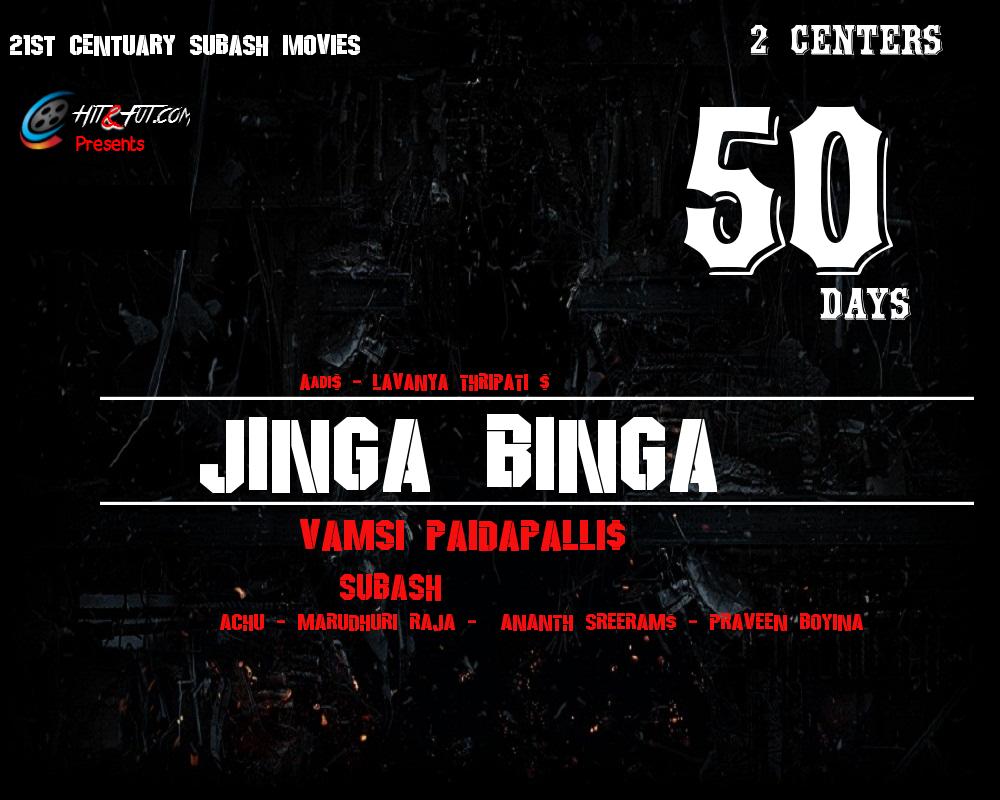 21ST CENTUARY SUBASH MOVIES
2 CENTERS
HIT&FUT.COM
Presents
50
DAYS
AADI$ - LAVANYA THRIPATI $
JINGA BINGA
VAMSI PAIDAPALLI$
SUBASH
ACHU - MARUDHURI RAJA - ANANTH SREERAM$ - PRAVEEN BOYINA